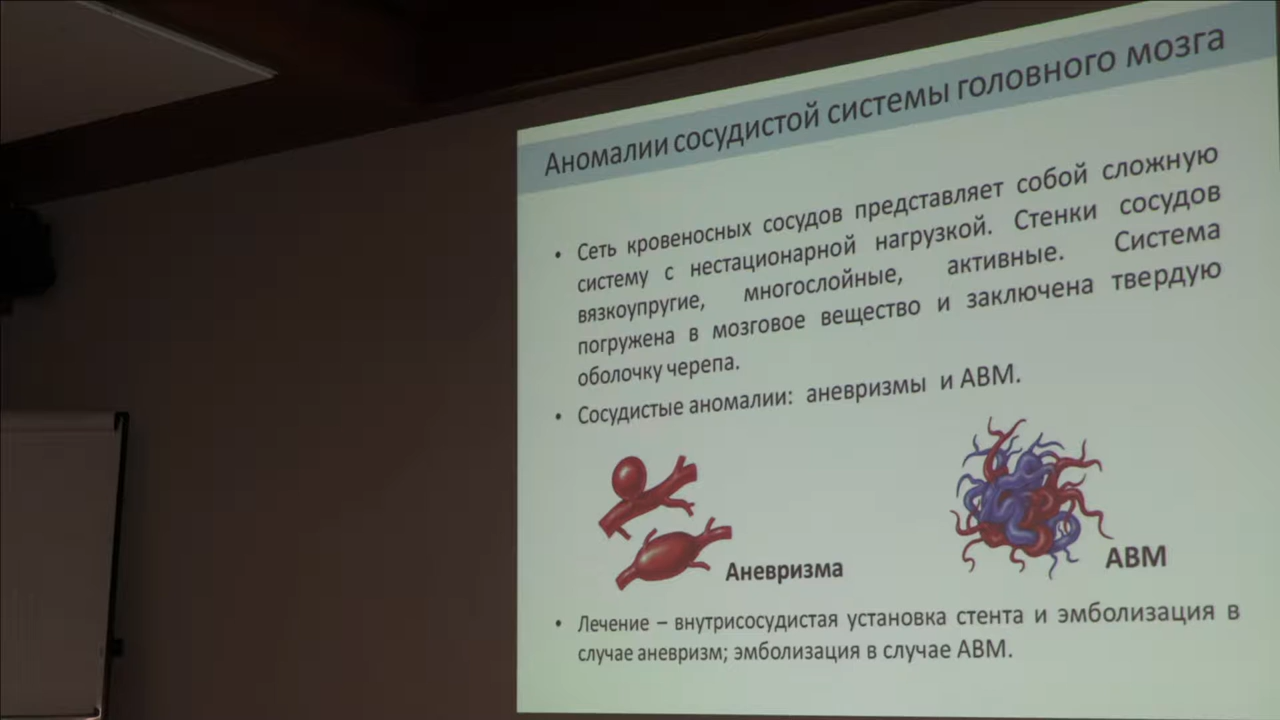 Аномалии сосудистой системы головного мозга
• Сеть кровеносных сосудов представляет собой сложную
систему с нестационарной нагрузкой. Стенки сосудов
вязкоупругие, многослойные, активные. Система
погружена в мозговое вещество и заключена твердую
оболочку черепа.
• Сосудистые аномалии: аневризмы и АВМ.
Аневризма
АВМ
• Лечение – внутрисосудистая установка стента и эмболизация в
случае аневризм; эмболизация в случае АВМ.